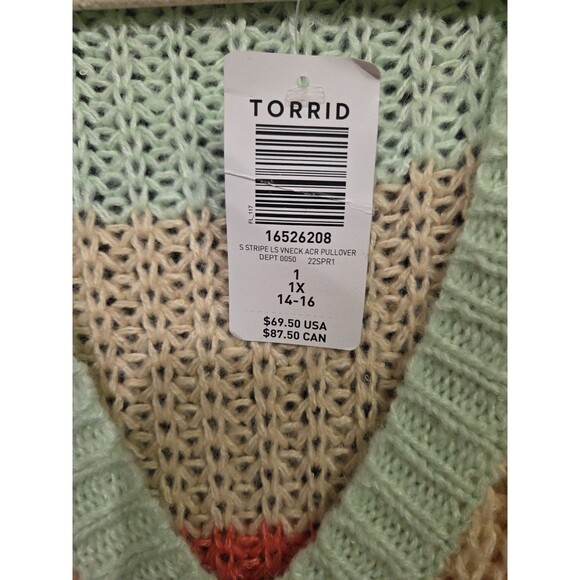 TORRID
FL_117
16526208
S STRIPE LS VNECK ACR PULLOVER
DEPT 0050 22SPR1
1
1X
14-16
$69.50 USA
$87.50 CAN